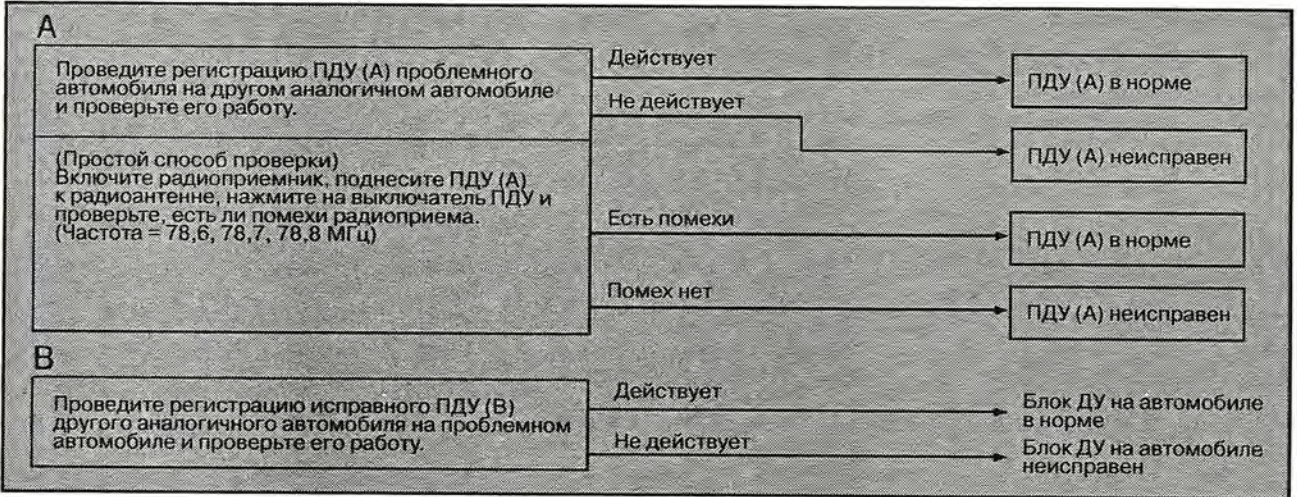 A
Проведите регистрацию ПДУ (А) проблемного
автомобиля на другом аналогичном автомобиле
и проверьте его работу.
Действует
ПДУ (А) в норме
Не действует
ПДУ (А) неисправен
(Простой способ проверки)
Включите радиоприемник, поднесите ПДУ (А)
к радиоантенне, нажмите на выключатель ПДУ и
проверьте, есть ли помехи радиоприема.
(Частота = 78,6, 78,7, 78,8 МГц)
Есть помехи
ПДУ (А) в норме
Помех нет
ПДУ (А) неисправен
B
Проведите регистрацию исправного ПДУ (В)
другого аналогичного автомобиля на проблемном
автомобиле и проверьте его работу.
Действует
Блок ДУ на автомобиле
в норме
Не действует
Блок ДУ на автомобиле
неисправен